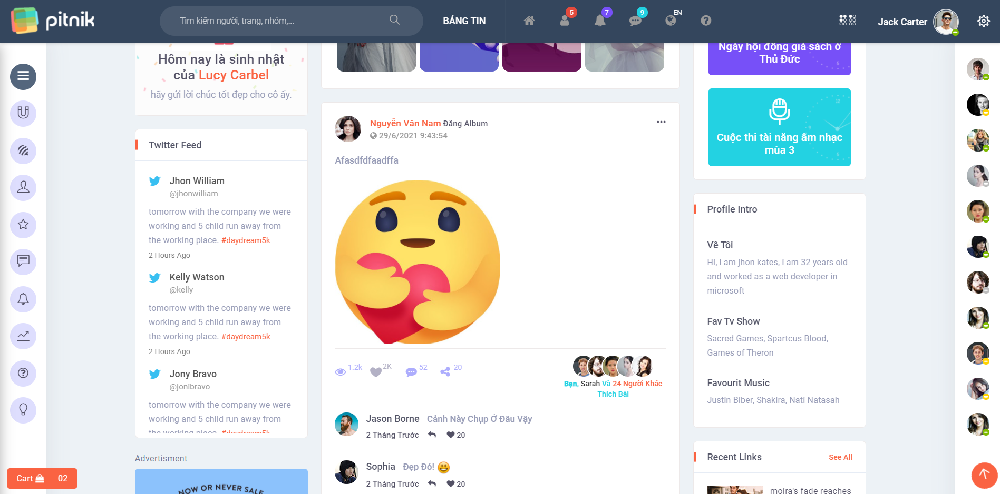 pitnik
Tìm kiếm người, trang, nhóm,...
BẢNG TIN
5
7
9
EN
Jack Carter
Hôm nay là sinh nhật
của Lucy Carbel
hãy gửi lời chúc tốt đẹp cho cô ấy.
Twitter Feed
Jhon William
@jhonwilliam
tomorrow with the company we were
working and 5 child run away from
the working place. #daydream5k
2 Hours Ago
Kelly Watson
@kelly
tomorrow with the company we were
working and 5 child run away from
the working place. #daydream5k
2 Hours Ago
Jony Bravo
@jonibravo
tomorrow with the company we were
working and 5 child run away from
the working place. #daydream5k
Advertisment
NOW OR NEVER SALE
Cart
02
Nguyễn Văn Nam Đăng Album
29/6/2021 9:43:54
Afasdfdfaadffa
1.2k
2K
52
20
Bạn, Sarah Và 24 Người Khác
Thích Bài
Jason Borne Cảnh Này Chụp Ở Đâu Vậy
2 Tháng Trước
20
Sophia Đẹp Đó!
2 Tháng Trước
20
Ngày hội đồng giá sách ở
Thủ Đức
Cuộc thi tài năng âm nhạc
mùa 3
Profile Intro
Về Tôi
Hi, i am jhon kates, i am 32 years old
and worked as a web developer in
microsoft
Fav Tv Show
Sacred Games, Spartcus Blood,
Games of Theron
Favourit Music
Justin Biber, Shakira, Nati Natasah
Recent Links
See All
moira's fade reaches